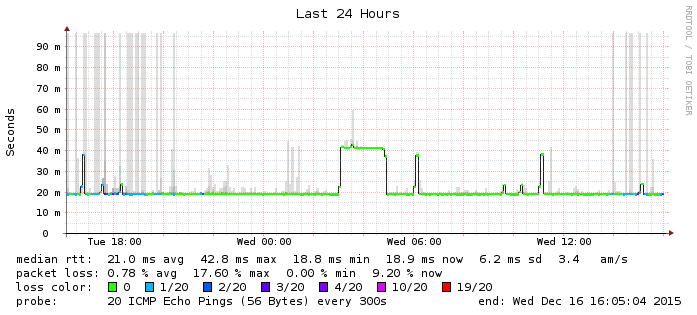 Last 24 Hours
RRDTOOL / TOBI OETIKER
Seconds
90 m
80 m
70 m
60 m
50 m
40 m
30 m
20 m
10 m
0
Tue 18:00 Wed 00:00 Wed 06:00 Wed 12:00
median rtt: 21.0 ms avg 42.8 ms max 18.8 ms min 18.9 ms now 6.2 ms sd 3.4 am/s
packet loss: 0.78 % avg 17.60 % max 0.00 % min 9.20 % now
loss color: 0 1/20 2/20 3/20 4/20 10/20 19/20
probe: 20 ICMP Echo Pings (56 Bytes) every 300s end: Wed Dec 16 16:05:04 2015